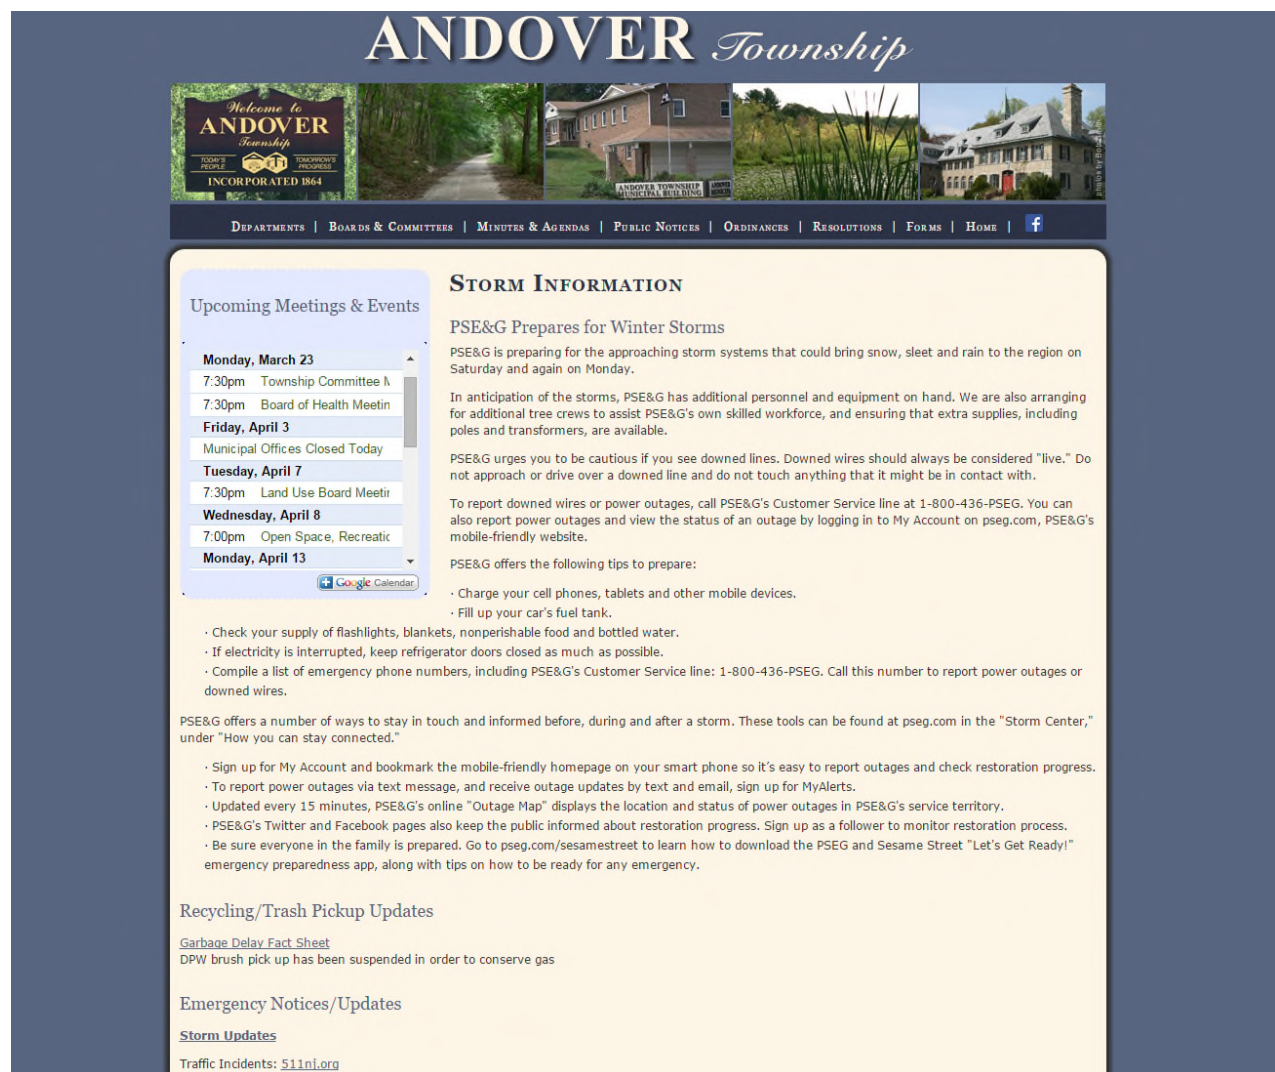 ANDOVER Township
Welcome to
ANDOVER
Township
TODAY'S PEOPLE
TOMORROW'S PROGRESS
INCORPORATED 1864
ANDOVER TOWNSHIP
MUNICIPAL BUILDING
Departments | Boards & Committees | Minutes & Agendas | Public Notices | Ordinances | Resolutions | Forms | Home |
Upcoming Meetings & Events
Monday, March 23
7:30pm Township Committee M
7:30pm Board of Health Meetin
Friday, April 3
Municipal Offices Closed Today
Tuesday, April 7
7:30pm Land Use Board Meetin
Wednesday, April 8
7:00pm Open Space, Recreatic
Monday, April 13
Google Calendar
Storm Information
PSE&G Prepares for Winter Storms
PSE&G is preparing for the approaching storm systems that could bring snow, sleet and rain to the region on
Saturday and again on Monday.
In anticipation of the storms, PSE&G has additional personnel and equipment on hand. We are also arranging
for additional tree crews to assist PSE&G's own skilled workforce, and ensuring that extra supplies, including
poles and transformers, are available.
PSE&G urges you to be cautious if you see downed lines. Downed wires should always be considered "live." Do
not approach or drive over a downed line and do not touch anything that it might be in contact with.
To report downed wires or power outages, call PSE&G's Customer Service line at 1-800-436-PSEG. You can
also report power outages and view the status of an outage by logging in to My Account on pseg.com, PSE&G's
mobile-friendly website.
PSE&G offers the following tips to prepare:
· Charge your cell phones, tablets and other mobile devices.
· Fill up your car's fuel tank.
· Check your supply of flashlights, blankets, nonperishable food and bottled water.
· If electricity is interrupted, keep refrigerator doors closed as much as possible.
· Compile a list of emergency phone numbers, including PSE&G's Customer Service line: 1-800-436-PSEG. Call this number to report power outages or
downed wires.
PSE&G offers a number of ways to stay in touch and informed before, during and after a storm. These tools can be found at pseg.com in the "Storm Center,"
under "How you can stay connected."
· Sign up for My Account and bookmark the mobile-friendly homepage on your smart phone so it's easy to report outages and check restoration progress.
· To report power outages via text message, and receive outage updates by text and email, sign up for MyAlerts.
· Updated every 15 minutes, PSE&G's online "Outage Map" displays the location and status of power outages in PSE&G's service territory.
· PSE&G's Twitter and Facebook pages also keep the public informed about restoration progress. Sign up as a follower to monitor restoration process.
· Be sure everyone in the family is prepared. Go to pseg.com/sesamestreet to learn how to download the PSEG and Sesame Street "Let's Get Ready!"
emergency preparedness app, along with tips on how to be ready for any emergency.
Recycling/Trash Pickup Updates
Garbage Delay Fact Sheet
DPW brush pick up has been suspended in order to conserve gas
Emergency Notices/Updates
Storm Updates
Traffic Incidents: 511nj.org